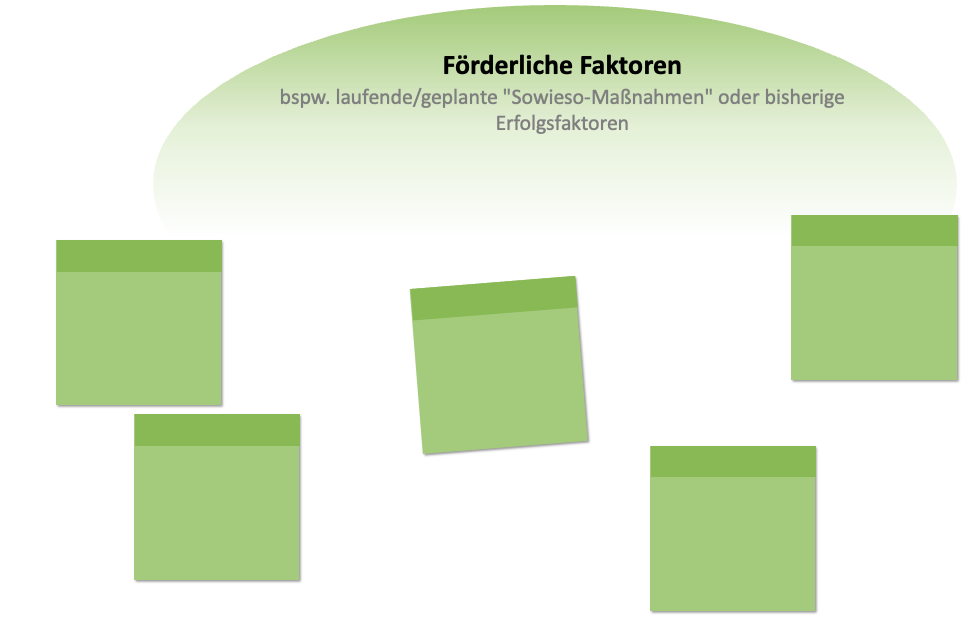 Förderliche Faktoren
bspw. laufende/geplante "Sowieso-Maßnahmen" oder bisherige
Erfolgsfaktoren